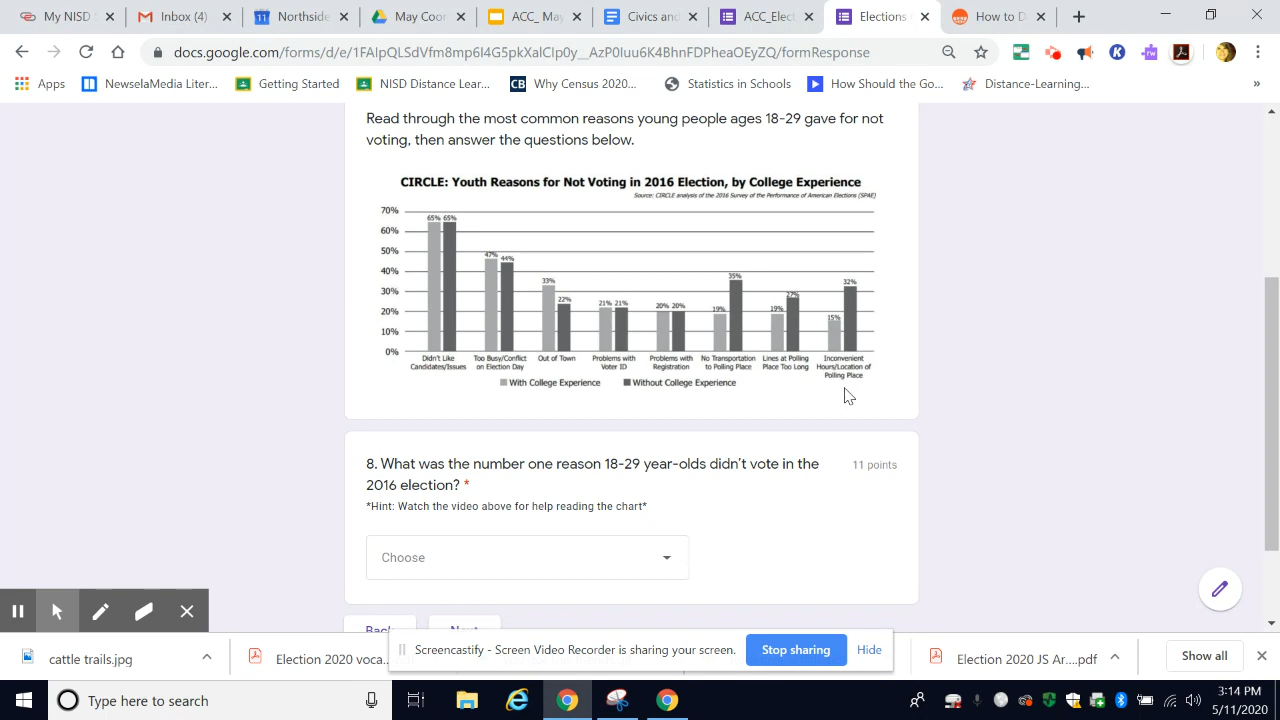 My NISD
Inbox (4)
11 Northside
May Coor
ACC_May
Civics and
ACC_Elect
Elections
How to D
docs.google.com/forms/d/e/1FAIpQLSdVfm8mp6I4G5pkXalClp0y__AzP0luu6K4BhnFDPheaOEyZQ/formResponse
Apps NewselaMedia Liter... Getting Started NISD Distance Lear... CB Why Census 2020... Statistics in Schools How Should the Go... Distance-Learning... »
Read through the most common reasons young people ages 18-29 gave for not
voting, then answer the questions below.
CIRCLE: Youth Reasons for Not Voting in 2016 Election, by College Experience
Source: CIRCLE analysis of the 2016 Survey of the Performance of American Elections (SPAE)
70%
60%
50%
40%
30%
20%
10%
0%
65% 65%
47% 44%
33% 22%
21% 21%
20% 20%
19% 35%
19% 27%
15% 32%
Didn't Like
Candidates/Issues
Too Busy/Conflict
on Election Day
Out of Town
Problems with
Voter ID
Problems with
Registration
No Transportation
to Polling Place
Lines at Polling
Place Too Long
Inconvenient
Hours/Location of
Polling Place
With College Experience Without College Experience
8. What was the number one reason 18-29 year-olds didn't vote in the
2016 election? *
11 points
*Hint: Watch the video above for help reading the chart*
Choose
Back Next
Screencastify - Screen Video Recorder is sharing your screen. Stop sharing Hide
cattle trails.jpg
Election 2020 voca...
Election 2020 JS Ar....pdf
Show all
Type here to search
3:14 PM
5/11/2020